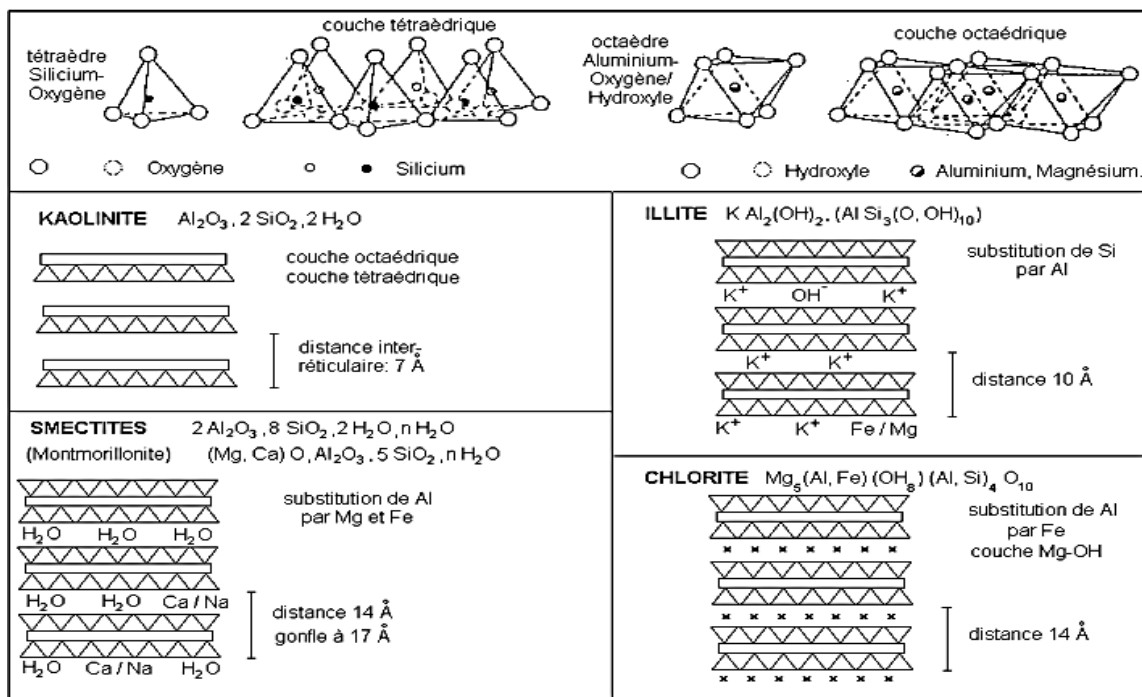 couche tétraèdrique
tétraèdre
Silicium-
Oxygène
Oxygène
Silicium
octaèdre
Aluminium-
Oxygène/
Hydroxyle
couche octaédrique
Hydroxyle
Aluminium, Magnésium.
KAOLINITE Al₂O₃, 2 SiO₂, 2 H₂O
couche octaédrique
couche tétraédrique
distance inter-
réticulaire: 7 Å
ILLITE K Al₂(OH)₂. (Al Si₃(O, OH)₁₀)
substitution de Si
par Al
K⁺ OH⁻ K⁺
K⁺ K⁺
distance 10 Å
K⁺ K⁺ Fe / Mg
SMECTITES 2 Al₂O₃, 8 SiO₂, 2 H₂O, n H₂O
(Montmorillonite) (Mg, Ca) O, Al₂O₃. 5 SiO₂, n H₂O
substitution de Al
par Mg et Fe
H₂O H₂O H₂O
H₂O H₂O Ca / Na
distance 14 Å
gonfle à 17 Å
H₂O Ca / Na H₂O
CHLORITE Mg₅(Al, Fe) (OH₈) (Al, Si)₄ O₁₀
substitution de Al
par Fe
couche Mg-OH
distance 14 Å